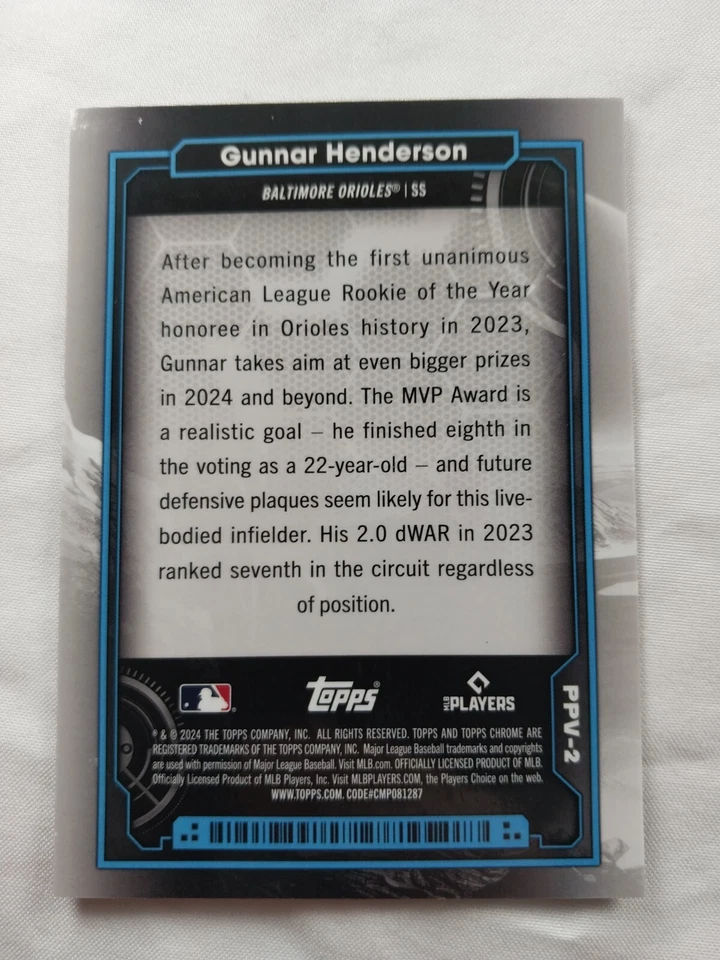 Gunnar Henderson
BALTIMORE ORIOLES® | SS
After becoming the first unanimous
American League Rookie of the Year
honoree in Orioles history in 2023,
Gunnar takes aim at even bigger prizes
in 2024 and beyond. The MVP Award is
a realistic goal – he finished eighth in
the voting as a 22-year-old – and future
defensive plaques seem likely for this live-
bodied infielder. His 2.0 dWAR in 2023
ranked seventh in the circuit regardless
of position.
Topps®
MLB PLAYERS
PPV-2
® & © 2024 THE TOPPS COMPANY, INC. ALL RIGHTS RESERVED. TOPPS AND TOPPS CHROME ARE
REGISTERED TRADEMARKS OF THE TOPPS COMPANY, INC. Major League Baseball trademarks and copyrights
are used with permission of Major League Baseball. Visit MLB.com. OFFICIALLY LICENSED PRODUCT OF MLB.
Officially Licensed Product of MLB Players, Inc. Visit MLBPLAYERS.COM, the Players Choice on the web.
WWW.TOPPS.COM. CODE#CMP081287